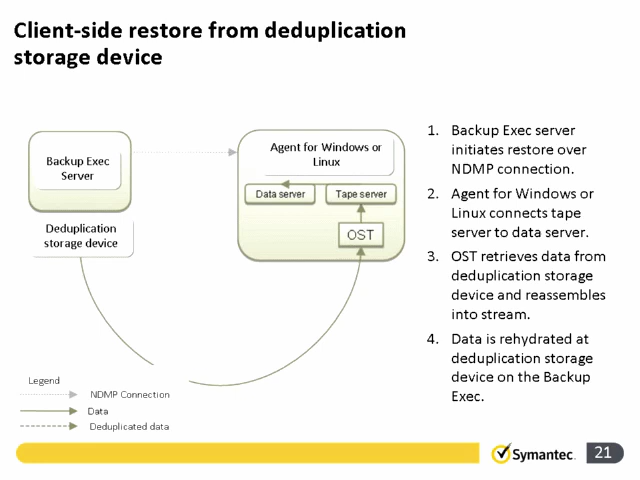 Client-side restore from deduplication
storage device
Backup Exec
Server
Deduplication
storage device
Agent for Windows or
Linux
Data server
Tape server
OST
1. Backup Exec server
initiates restore over
NDMP connection.
2. Agent for Windows or
Linux connects tape
server to data server.
3. OST retrieves data from
deduplication storage
device and reassembles
into stream.
4. Data is rehydrated at
deduplication storage
device on the Backup
Exec.
Legend
NDMP Connection
Data
Deduplicated data
Symantec.
21